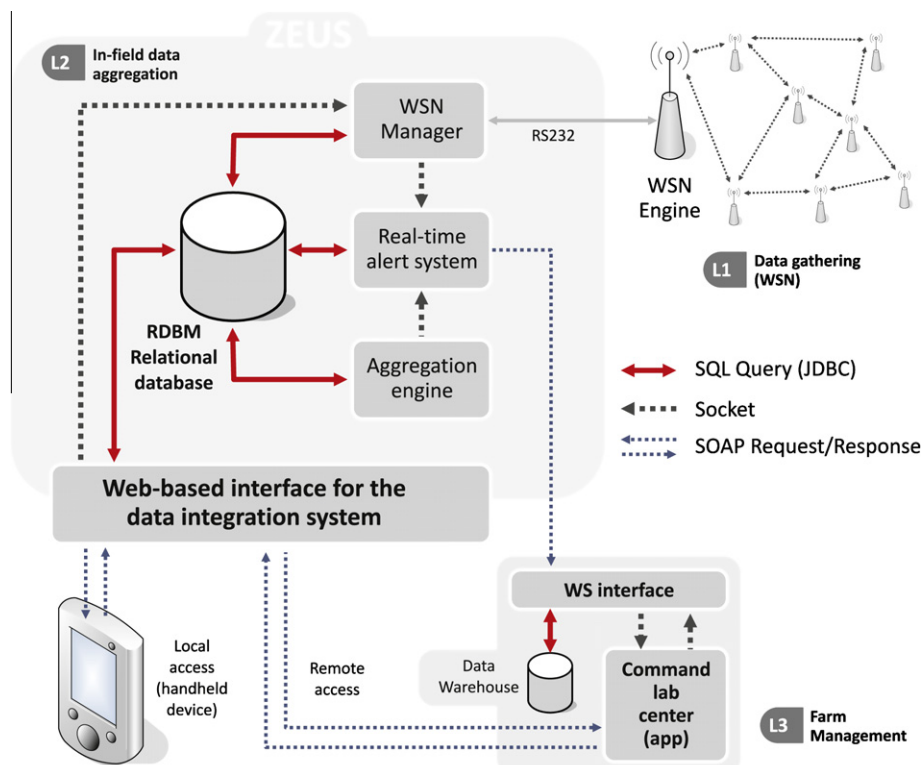 ZEUS
L2
In-field data
aggregation
WSN
Manager
RS232
WSN
Engine
L1
Data gathering
(WSN)
Real-time
alert system
RDBM
Relational
database
Aggregation
engine
SQL Query (JDBC)
Socket
SOAP Request/Response
Web-based interface for the
data integration system
WS interface
Local
access
(handheld
device)
Remote
access
Data
Warehouse
Command
lab
center
(app)
L3
Farm
Management